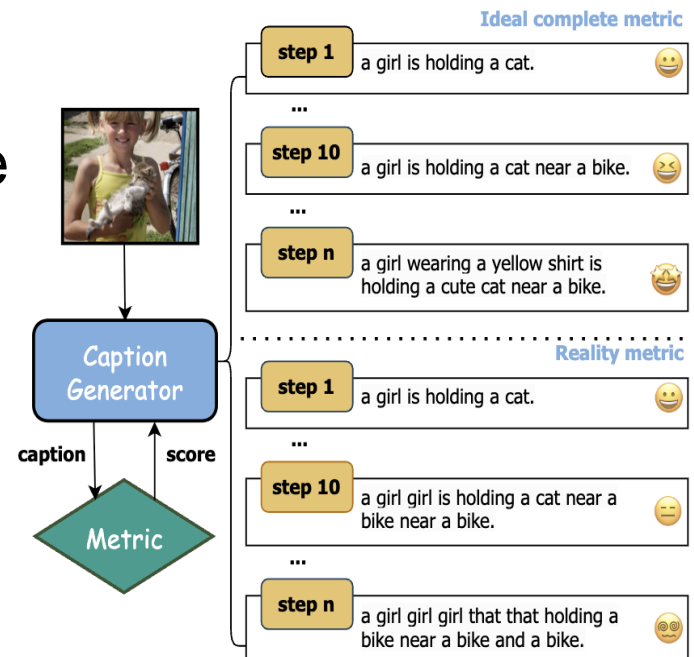 Ideal complete metric
step 1
a girl is holding a cat.
...
step 10
a girl is holding a cat near a bike.
...
step n
a girl wearing a yellow shirt is
holding a cute cat near a bike.
e
Caption
Generator
caption
score
Metric
Reality metric
step 1
a girl is holding a cat.
...
step 10
a girl girl is holding a cat near a
bike near a bike.
...
step n
a girl girl girl that that holding a
bike near a bike and a bike.